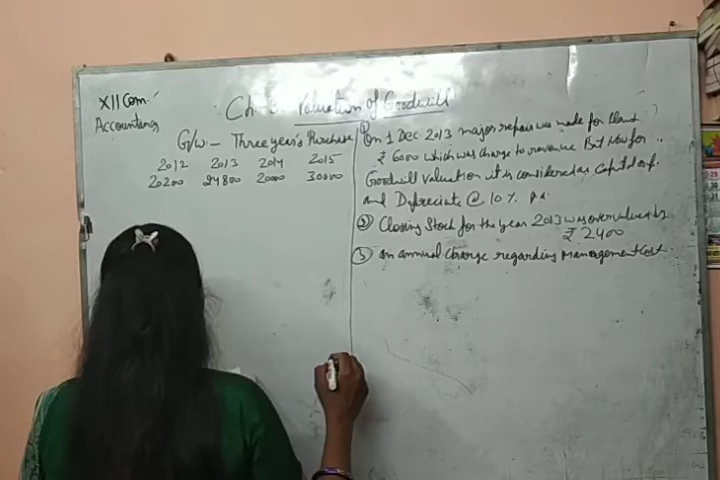 XII Com.
Accountancy
Ch-3 Valuation of Goodwill
G/W:- Three year's Purchase
2012 2013 2014 2015
20200 24800 20000 30000
① On 1 Dec 2013 major repair was made for
₹ 6000 which was charge to revenue But now for
Goodwill Valuation it is considered as Capital exp.
and Depreciate @ 10% p.a.
② Closing Stock for the year 2013 was overvalued by
₹ 2400
③ an annual charge regarding management cost